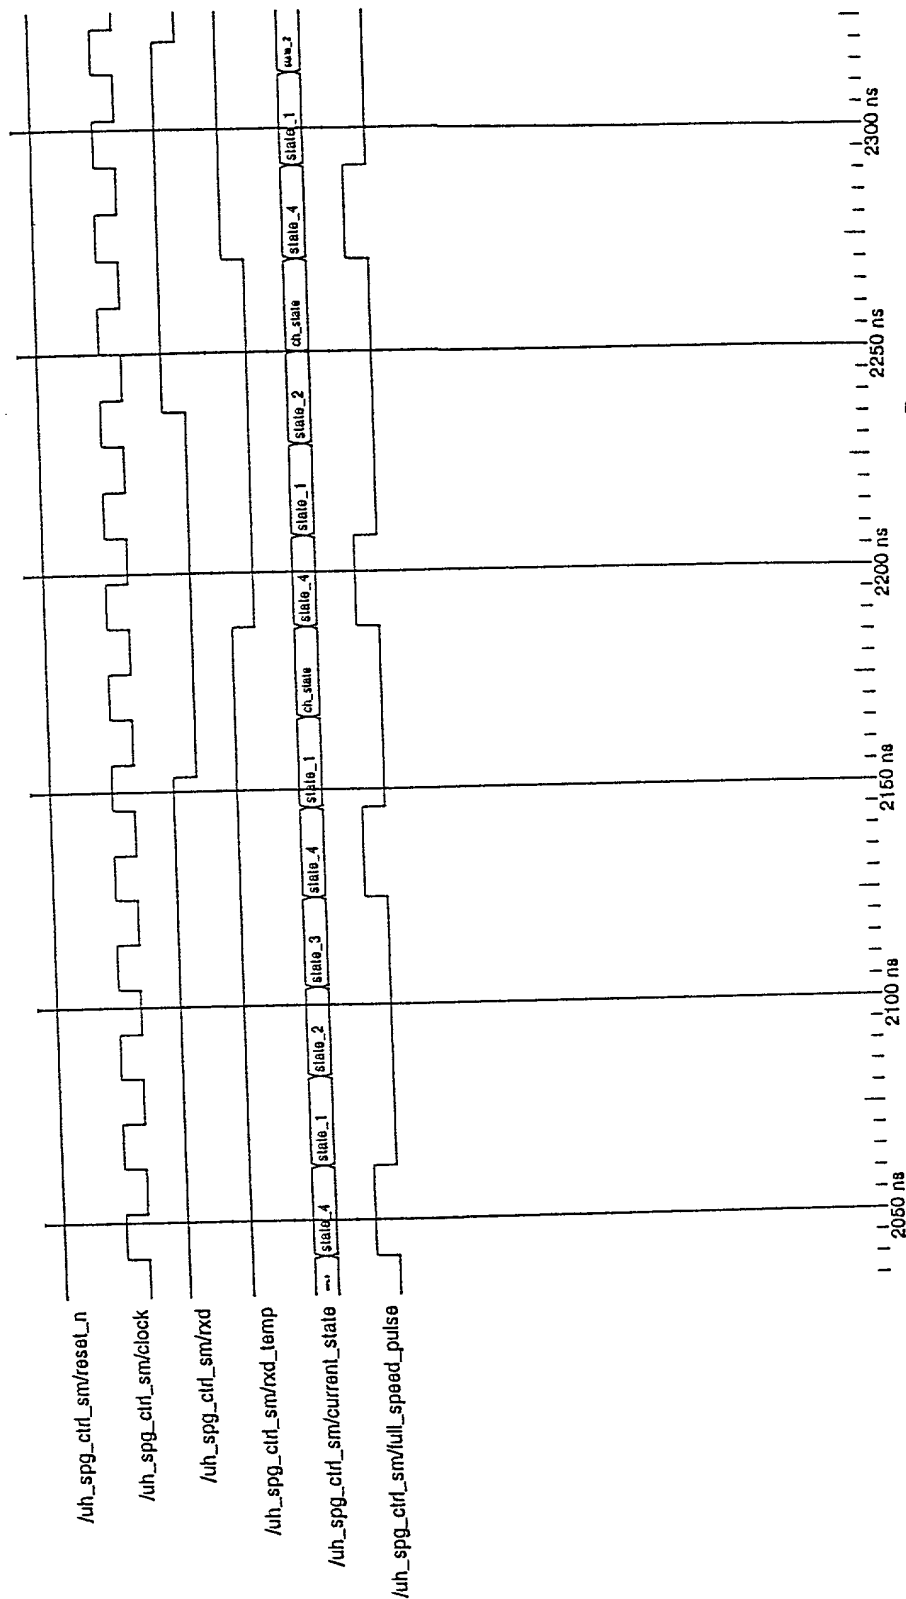 /uh_spg_ctrl_sm/reset_n
/uh_spg_ctrl_sm/clock
/uh_spg_ctrl_sm/rxd
/uh_spg_ctrl_sm/rxd_temp
/uh_spg_ctrl_sm/current_state
state_4
state_1
state_2
state_3
state_4
state_1
ch_state
state_4
state_1
state_2
ch_state
state_4
state_1
state_2
/uh_spg_ctrl_sm/full_speed_pulse
2050 ns
2100 ns
2150 ns
2200 ns
2250 ns
2300 ns